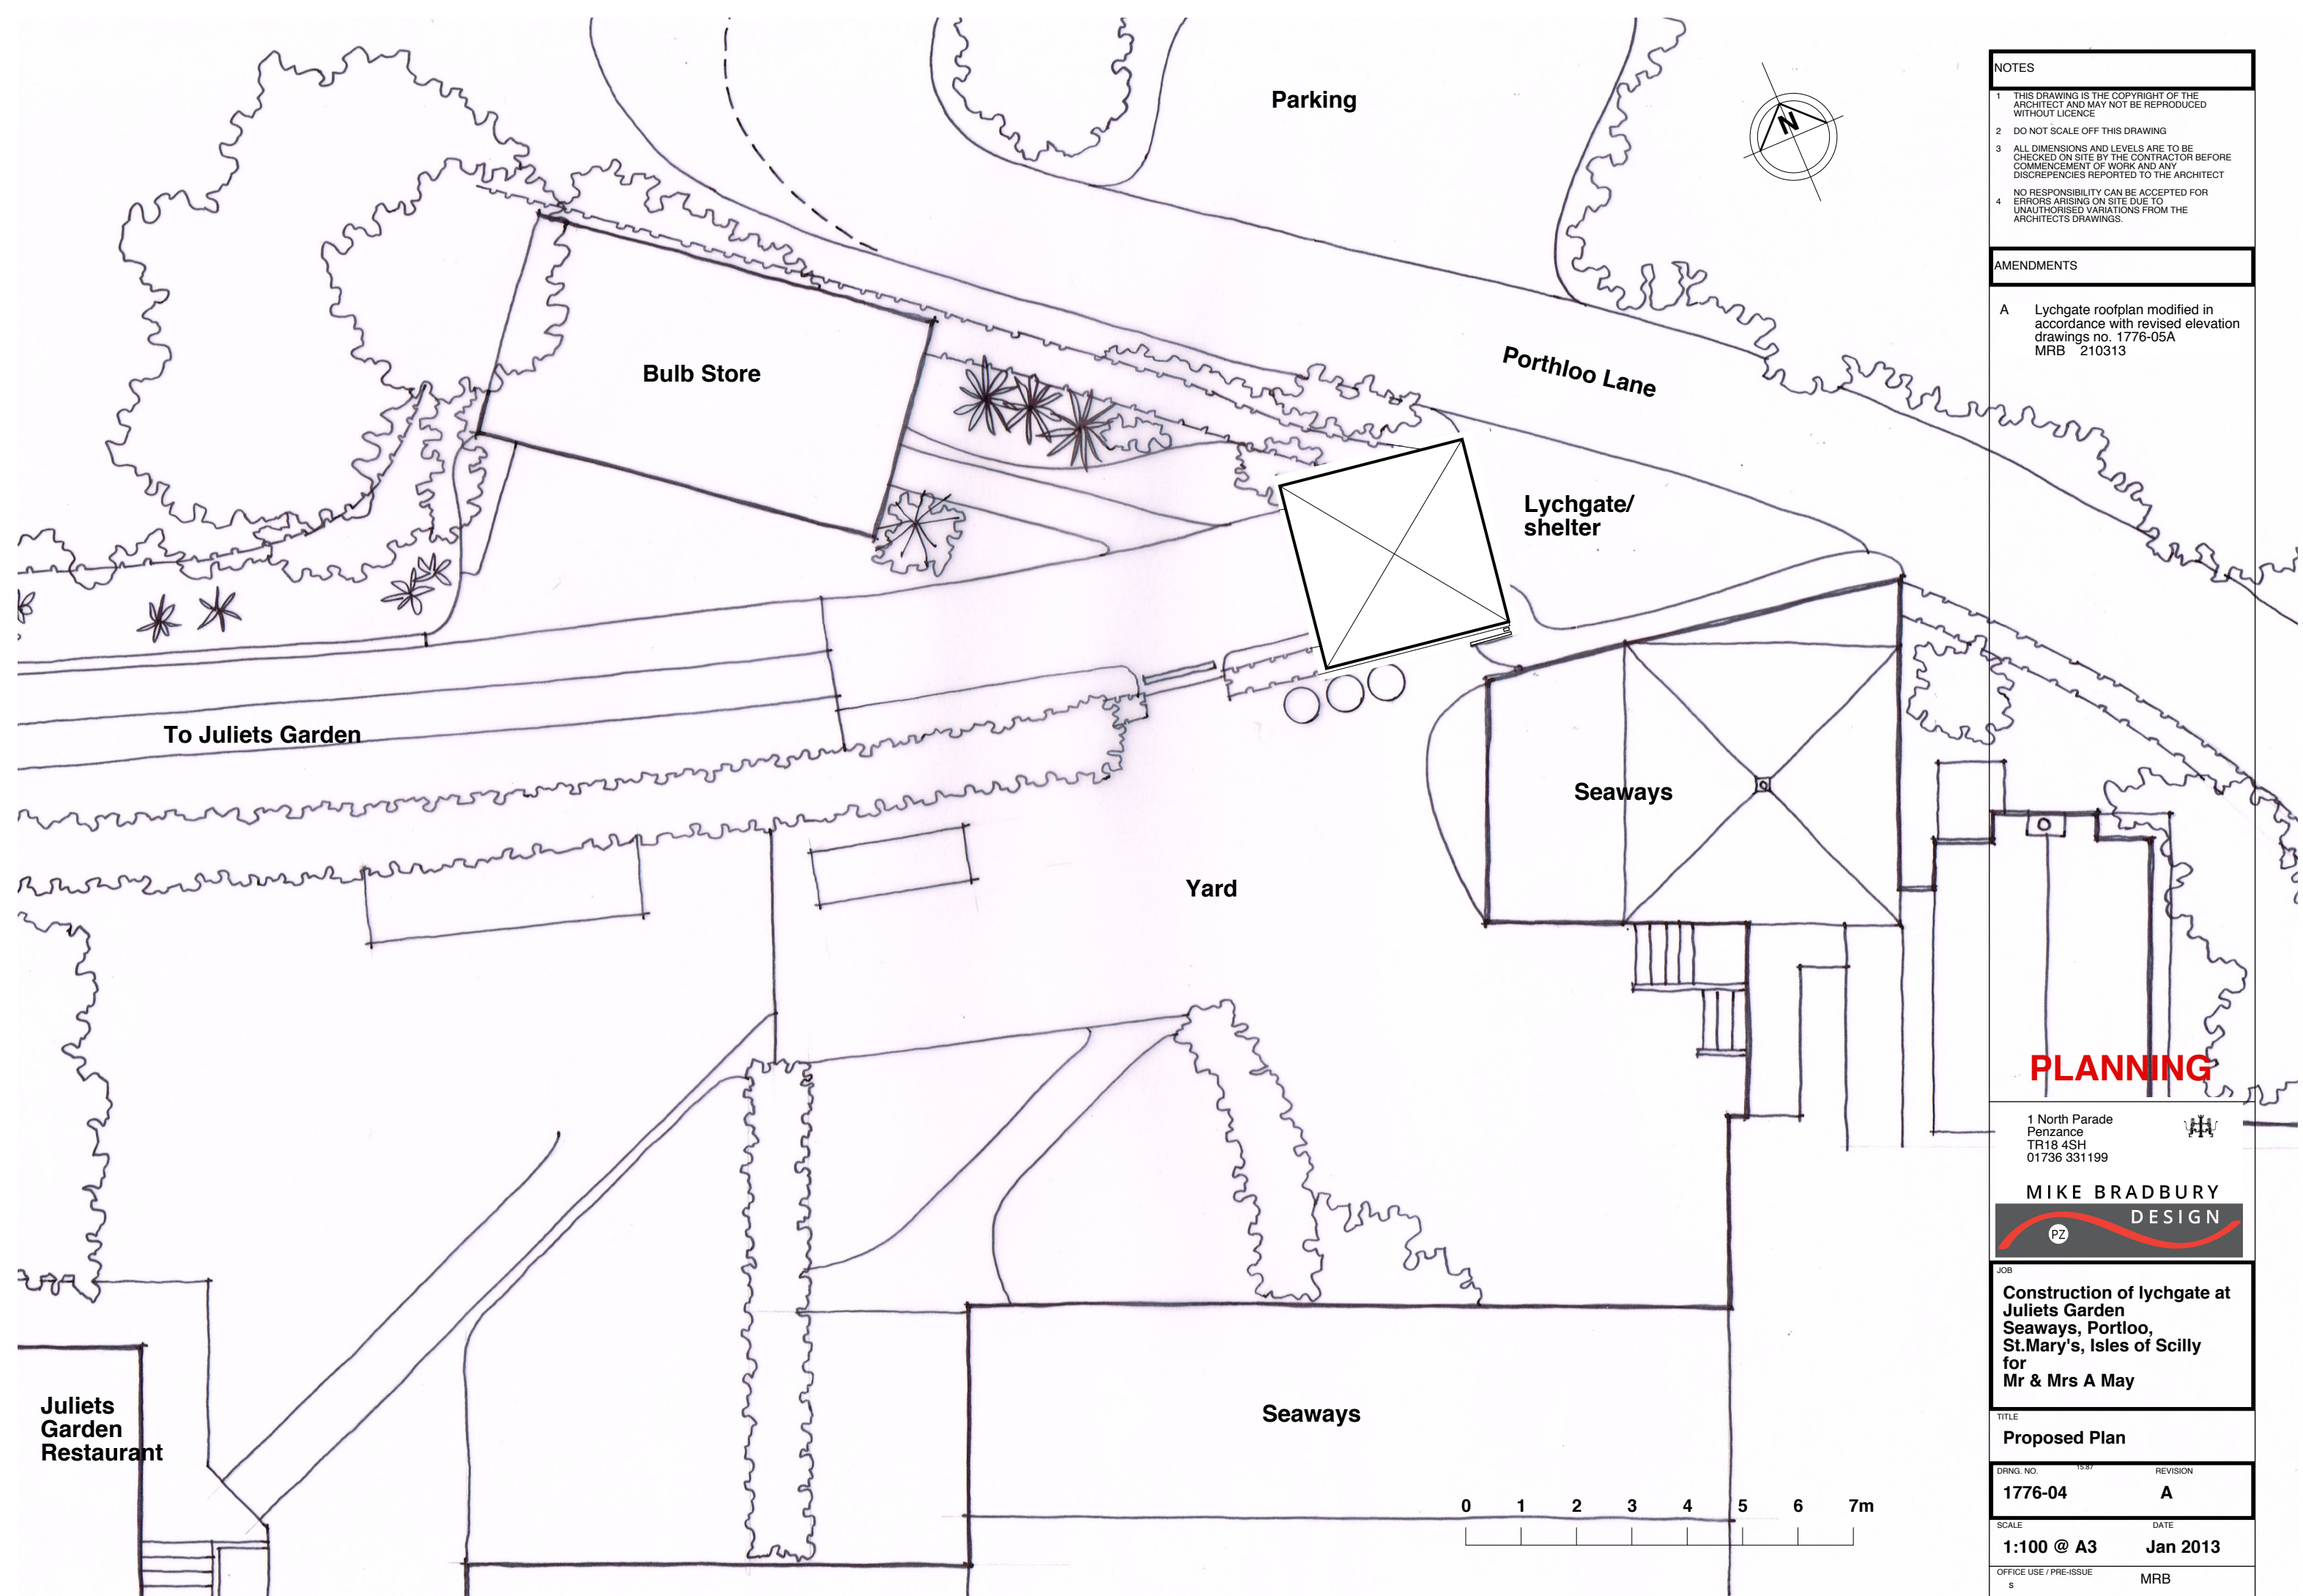 Parking
N
Bulb Store
Porthloo Lane
Lychgate/
shelter
To Juliets Garden
Seaways
Yard
Juliets
Garden
Restaurant
Seaways
0 1 2 3 4 5 6 7m
NOTES
1 THIS DRAWING IS THE COPYRIGHT OF THE
ARCHITECT AND MAY NOT BE REPRODUCED
WITHOUT LICENCE
2 DO NOT SCALE OFF THIS DRAWING
3 ALL DIMENSIONS AND LEVELS ARE TO BE
CHECKED ON SITE BY THE CONTRACTOR BEFORE
COMMENCEMENT OF WORK AND ANY
DISCREPENCIES REPORTED TO THE ARCHITECT
NO RESPONSIBILITY CAN BE ACCEPTED FOR
4 ERRORS ARISING ON SITE DUE TO
UNAUTHORISED VARIATIONS FROM THE
ARCHITECTS DRAWINGS.
AMENDMENTS
A Lychgate roofplan modified in
accordance with revised elevation
drawings no. 1776-05A
MRB 210313
PLANNING
1 North Parade
Penzance
TR18 4SH
01736 331199
MIKE BRADBURY
DESIGN
PZ
JOB
Construction of lychgate at
Juliets Garden
Seaways, Portloo,
St.Mary's, Isles of Scilly
for
Mr & Mrs A May
TITLE
Proposed Plan
DRNG. NO. 15.87 REVISION
1776-04 A
SCALE DATE
1:100 @ A3 Jan 2013
OFFICE USE / PRE-ISSUE MRB
s